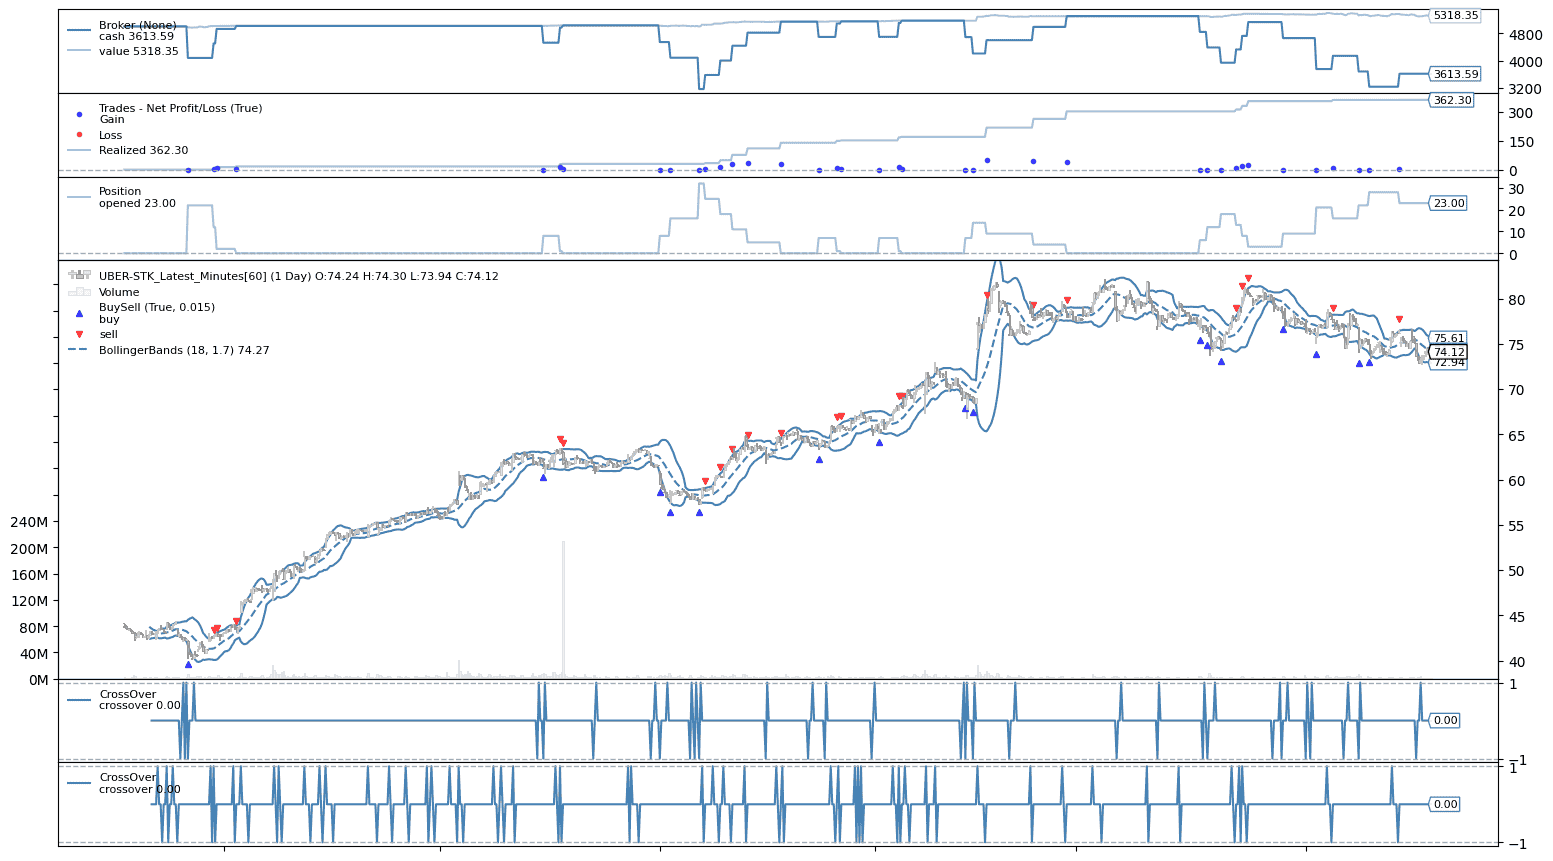 Broker (None)
cash 3613.59
value 5318.35
5318.35
4800
4000
3613.59
3200
Trades - Net Profit/Loss (True)
Gain
Loss
Realized 362.30
362.30
300
150
0
Position
opened 23.00
30
23.00
20
10
0
UBER-STK_Latest_Minutes[60] (1 Day) O:74.24 H:74.30 L:73.94 C:74.12
Volume
BuySell (True, 0.015)
buy
sell
BollingerBands (18, 1.7) 74.27
80
75.61
75
74.12
72.94
70
65
60
55
50
45
40
240M
200M
160M
120M
80M
40M
0M
CrossOver
crossover 0.00
1
0.00
−1
CrossOver
crossover 0.00
1
0.00
−1